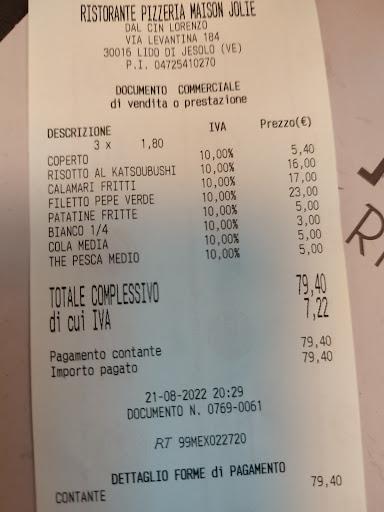 RISTORANTE PIZZERIA MAISON JOLIE
DAL CIN LORENZO
VIA LEVANTINA 184
30016 LIDO DI JESOLO (VE)
P.I. 04725410270
DOCUMENTO COMMERCIALE
di vendita o prestazione
DESCRIZIONE IVA Prezzo(€)
3 x 1,80
COPERTO 10,00% 5,40
RISOTTO AL KATSOUBUSHI 10,00% 16,00
CALAMARI FRITTI 10,00% 17,00
FILETTO PEPE VERDE 10,00% 23,00
PATATINE FRITTE 10,00% 5,00
BIANCO 1/4 10,00% 3,00
COLA MEDIA 10,00% 5,00
THE PESCA MEDIO 10,00% 5,00
TOTALE COMPLESSIVO 79,40
di cui IVA 7,22
Pagamento contante 79,40
Importo pagato 79,40
21-08-2022 20:29
DOCUMENTO N. 0769-0061
RT 99MEX022720
DETTAGLIO FORME di PAGAMENTO
CONTANTE 79,40